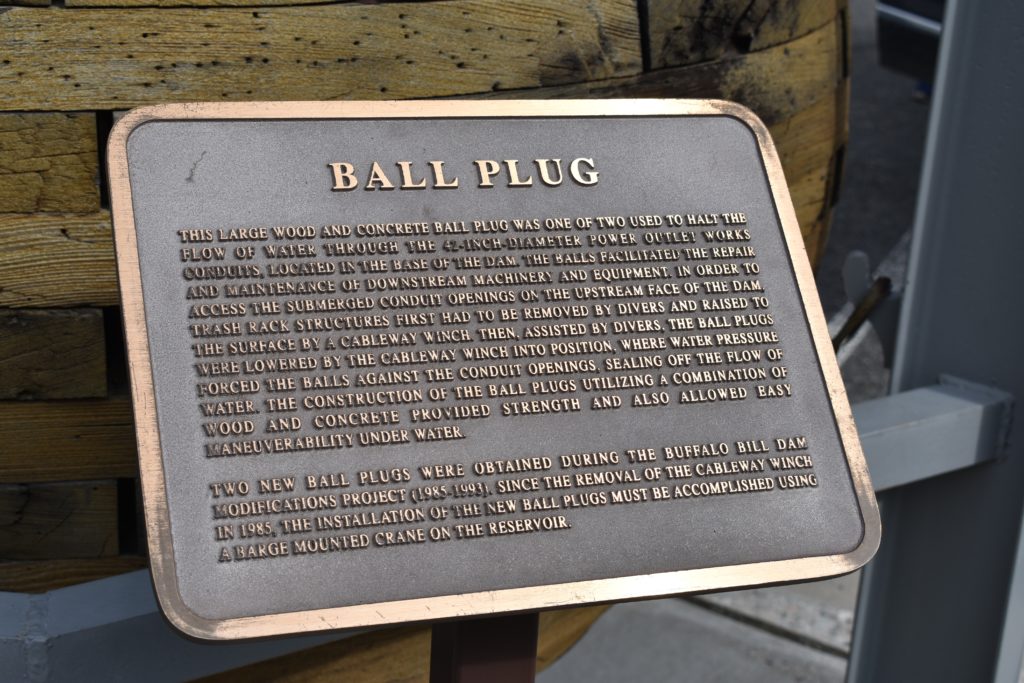 BALL PLUG
THIS LARGE WOOD AND CONCRETE BALL PLUG WAS ONE OF TWO USED TO HALT THE
FLOW OF WATER THROUGH THE 42-INCH-DIAMETER POWER OUTLET WORKS
CONDUITS, LOCATED IN THE BASE OF THE DAM. THE BALLS FACILITATED THE REPAIR
AND MAINTENANCE OF DOWNSTREAM MACHINERY AND EQUIPMENT. IN ORDER TO
ACCESS THE SUBMERGED CONDUIT OPENINGS ON THE UPSTREAM FACE OF THE DAM,
TRASH RACK STRUCTURES FIRST HAD TO BE REMOVED BY DIVERS AND RAISED TO
THE SURFACE BY A CABLEWAY WINCH. THEN, ASSISTED BY DIVERS, THE BALL PLUGS
WERE LOWERED BY THE CABLEWAY WINCH INTO POSITION, WHERE WATER PRESSURE
FORCED THE BALLS AGAINST THE CONDUIT OPENINGS, SEALING OFF THE FLOW OF
WATER. THE CONSTRUCTION OF THE BALL PLUGS UTILIZING A COMBINATION OF
WOOD AND CONCRETE PROVIDED STRENGTH AND ALSO ALLOWED EASY
MANEUVERABILITY UNDER WATER.
TWO NEW BALL PLUGS WERE OBTAINED DURING THE BUFFALO BILL DAM
MODIFICATIONS PROJECT (1985-1993). SINCE THE REMOVAL OF THE CABLEWAY WINCH
IN 1985, THE INSTALLATION OF THE NEW BALL PLUGS MUST BE ACCOMPLISHED USING
A BARGE MOUNTED CRANE ON THE RESERVOIR.